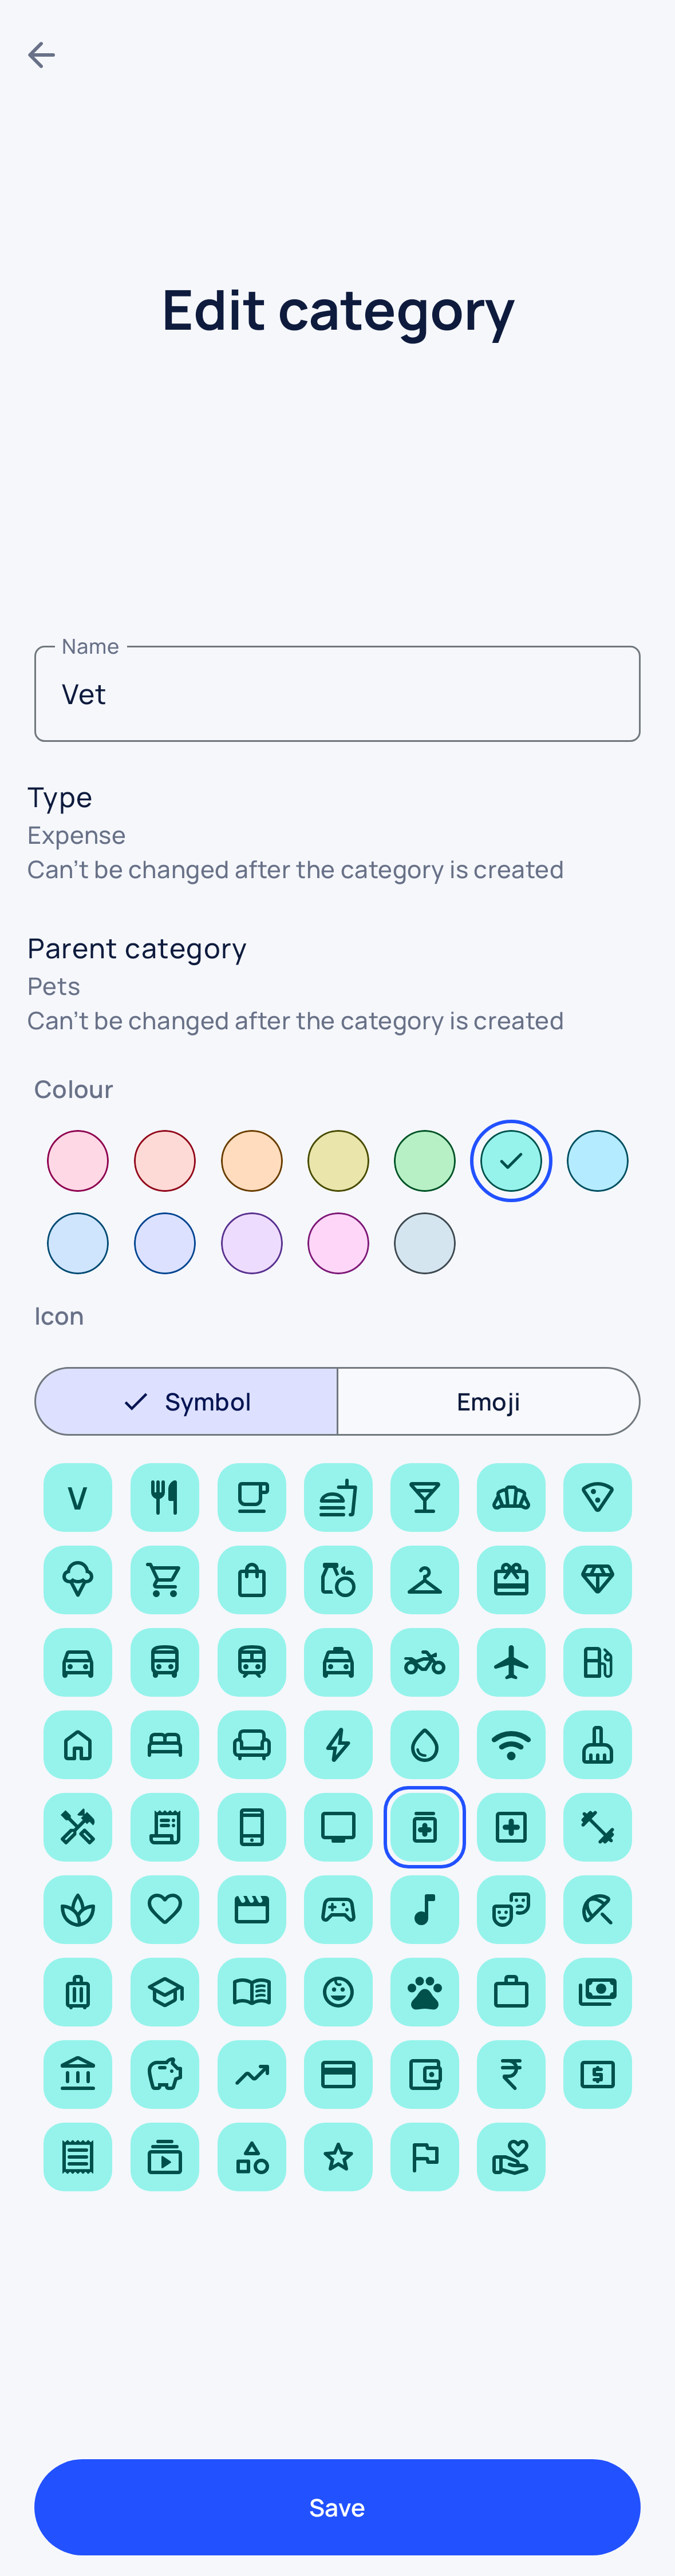 Edit category
Name
Vet
Type
Expense
Can't be changed after the category is created
Parent category
Pets
Can't be changed after the category is created
Colour
Icon
Symbol
Emoji
V
Save